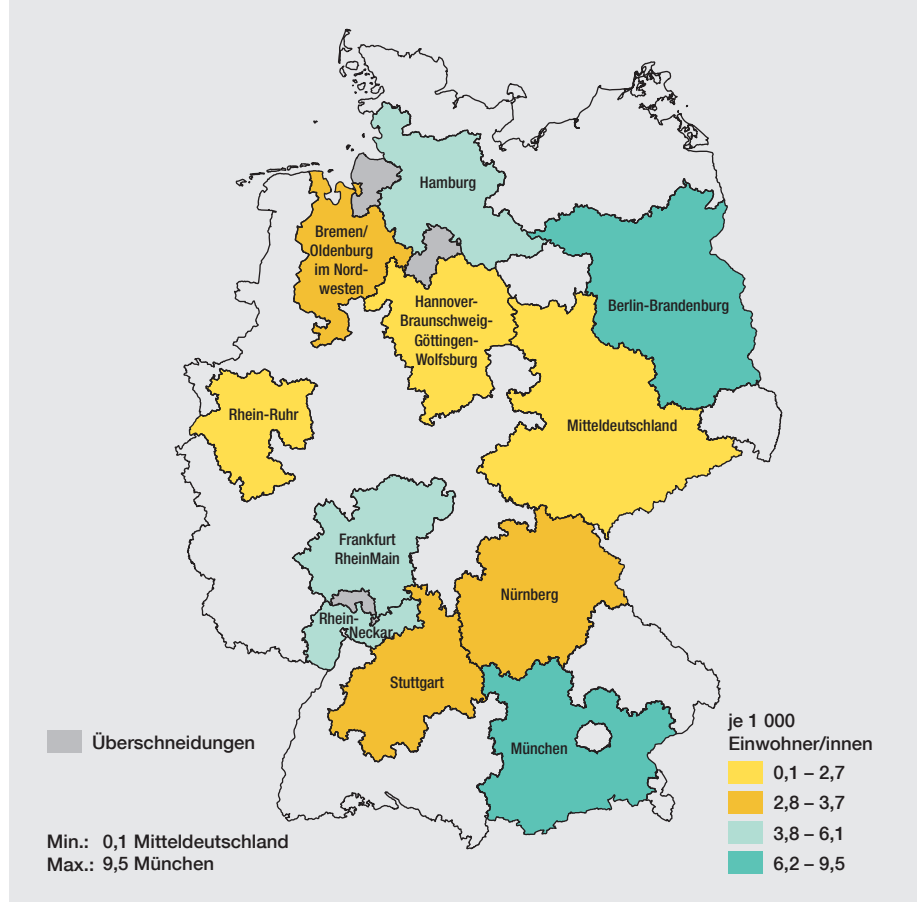 Hamburg
Bremen/
Oldenburg
im Nord-
westen
Hannover-
Braunschweig-
Göttingen-
Wolfsburg
Berlin-Brandenburg
Rhein-Ruhr
Mitteldeutschland
Frankfurt
RheinMain
Nürnberg
Rhein-
Neckar
Stuttgart
München
Überschneidungen
je 1 000
Einwohner/innen
0,1 – 2,7
2,8 – 3,7
3,8 – 6,1
6,2 – 9,5
Min.: 0,1 Mitteldeutschland
Max.: 9,5 München